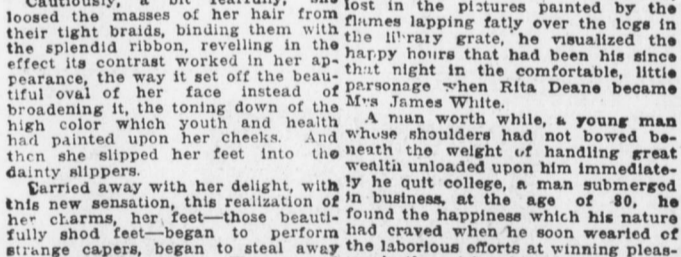 Cautiously, a bit fearfully, she
loosed the masses of her hair from
their tight braids, binding them with
the splendid ribbon, revelling in the
effect its contrast worked in her ap-
pearance, the way it set off the beau-
tiful oval of her face instead of
broadening it, the toning down of the
high color which youth and health
had painted upon her cheeks. And
then she slipped her feet into the
dainty slippers.
Carried away with her delight, with
this new sensation, this realization of
her charms, her feet—those beauti-
fully shod feet—began to perform
strange capers, began to steal away
lost in the pictures painted by the
flames lapping fatly over the logs in
the library grate, he visualized the
happy hours that had been his since
that night in the comfortable, little
parsonage when Rita Deane became
Mrs James White.
A man worth while, a young man
whose shoulders had not bowed be-
neath the weight of handling great
wealth unloaded upon him immediate-
ly he quit college, a man submerged
in business, at the age of 30, he
found the happiness which his nature
had craved when he soon wearied of
the laborious efforts at winning pleas-